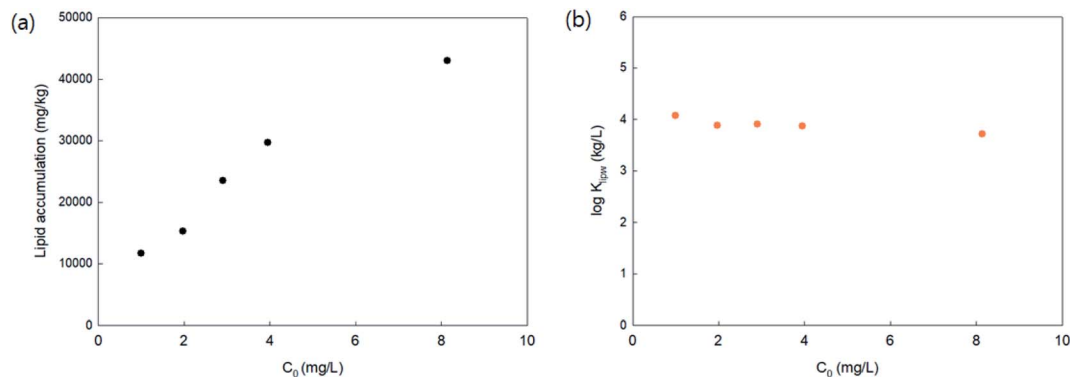 (a)
50000
40000
30000
20000
10000
0
Lipid accumulation (mg/kg)
0 2 4 6 8 10
C₀ (mg/L)
(b)
6
5
4
3
2
1
0
log Klipw (kg/L)
0 2 4 6 8 10
C₀ (mg/L)